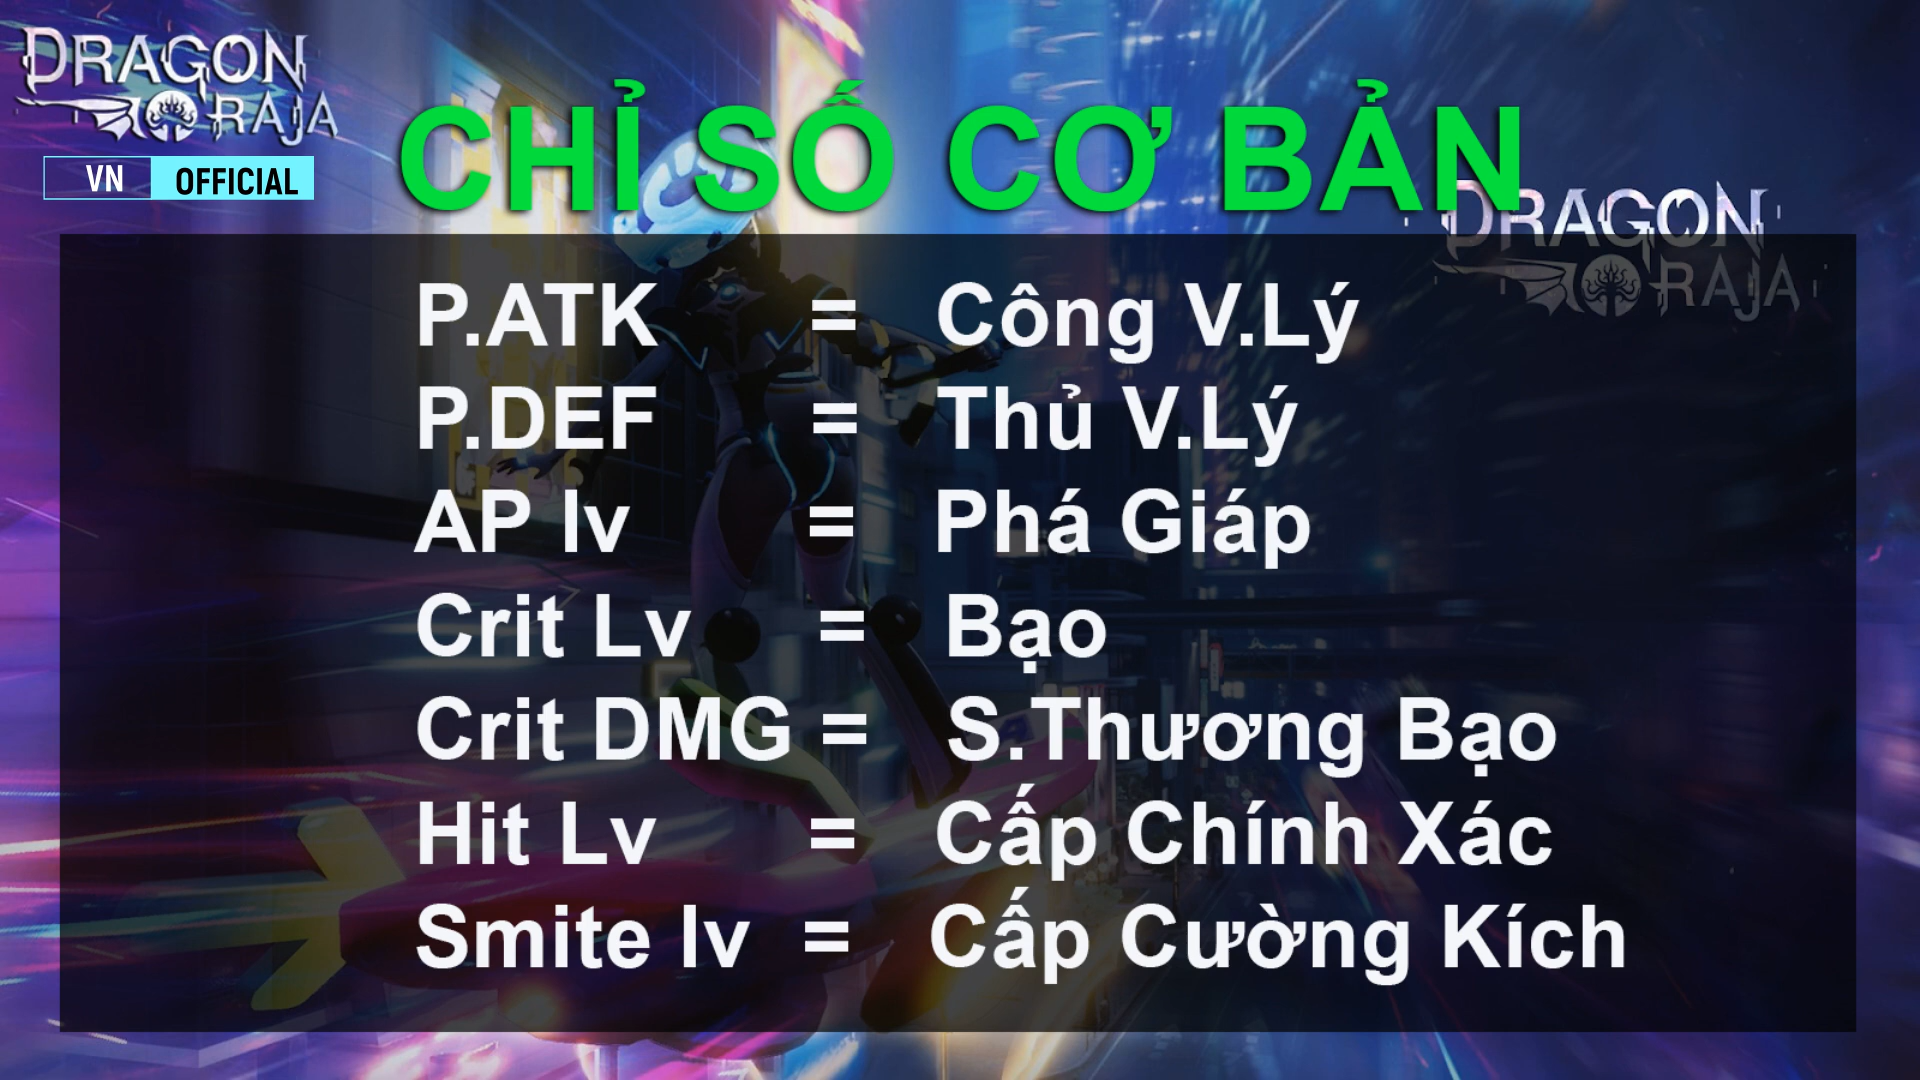 DRAGON
RAJA
VN OFFICIAL
CHỈ SỐ CƠ BẢN
DRAGON
RAJA
P.ATK = Công V.Lý
P.DEF = Thủ V.Lý
AP lv = Phá Giáp
Crit Lv = Bạo
Crit DMG = S.Thương Bạo
Hit Lv = Cấp Chính Xác
Smite lv = Cấp Cường Kích